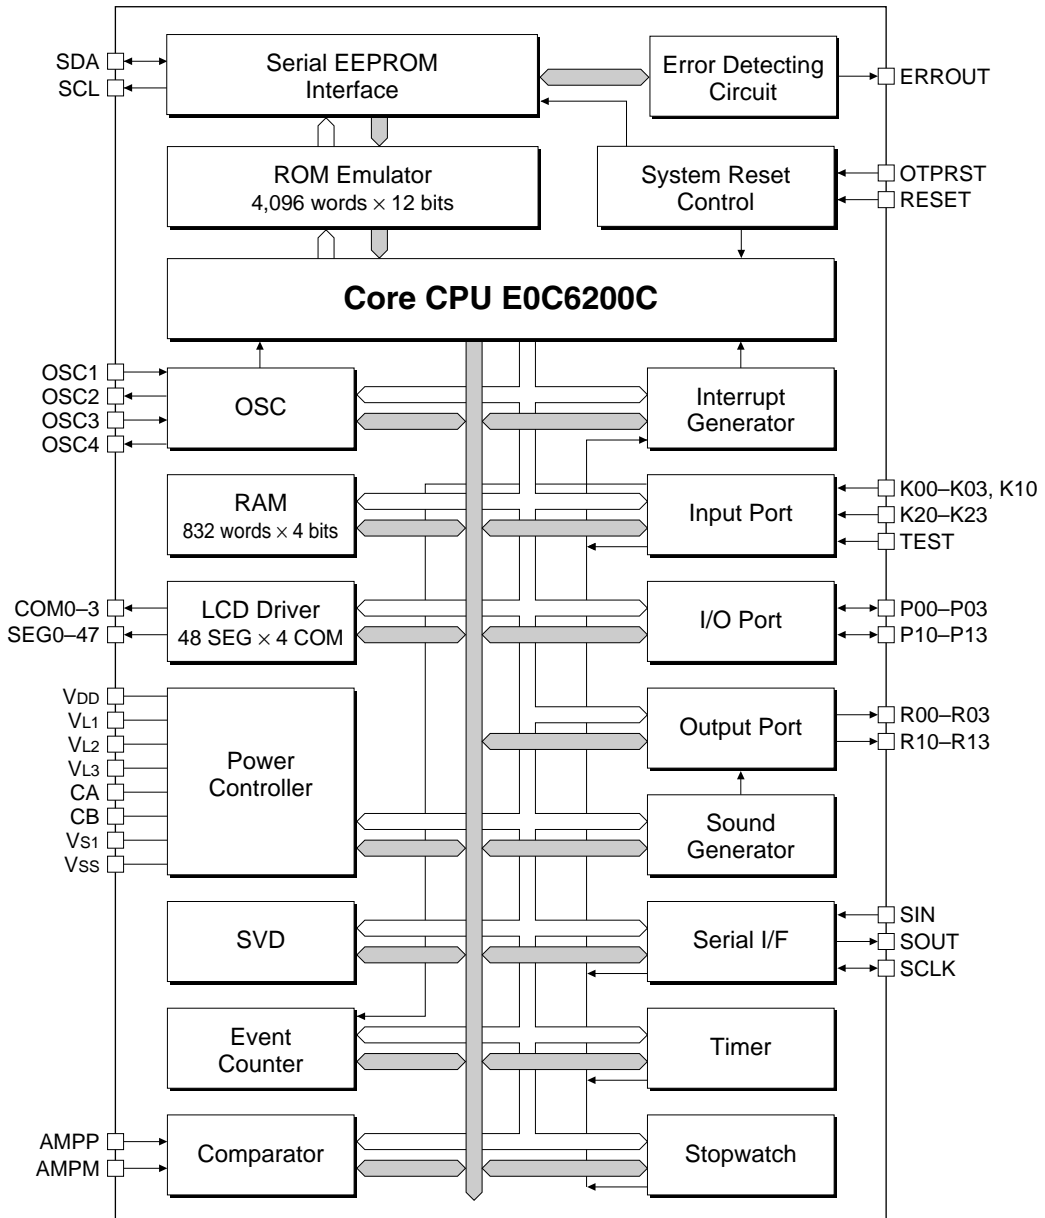 SDA
SCL
Serial EEPROM
Interface
Error Detecting
Circuit
ERROUT
ROM Emulator
4,096 words × 12 bits
System Reset
Control
OTPRST
RESET
Core CPU E0C6200C
OSC1
OSC2
OSC3
OSC4
OSC
Interrupt
Generator
RAM
832 words × 4 bits
Input Port
K00–K03, K10
K20–K23
TEST
COM0–3
SEG0–47
LCD Driver
48 SEG × 4 COM
I/O Port
P00–P03
P10–P13
VDD
VL1
VL2
VL3
CA
CB
VS1
VSS
Power
Controller
Output Port
R00–R03
R10–R13
Sound
Generator
SVD
Serial I/F
SIN
SOUT
SCLK
Event
Counter
Timer
AMPP
AMPM
Comparator
Stopwatch